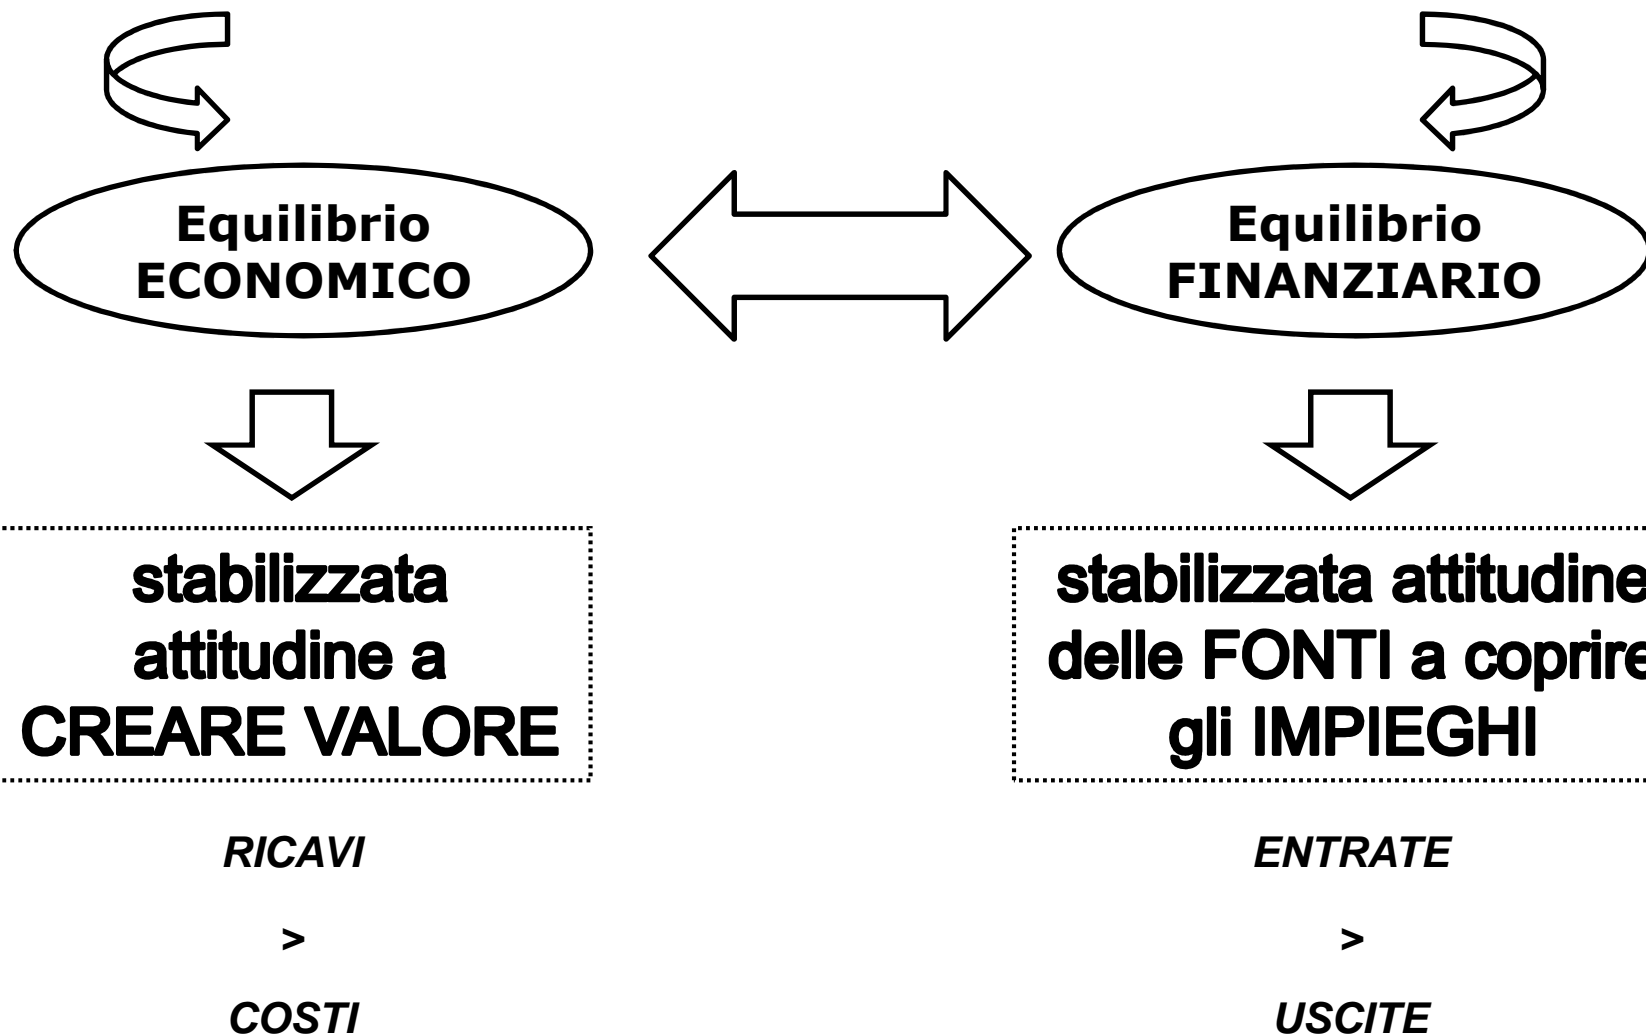 Equilibrio
ECONOMICO
Equilibrio
FINANZIARIO
stabilizzata
attitudine a
CREARE VALORE
stabilizzata attitudine
delle FONTI a coprire
gli IMPIEGHI
RICAVI
>
COSTI
ENTRATE
>
USCITE